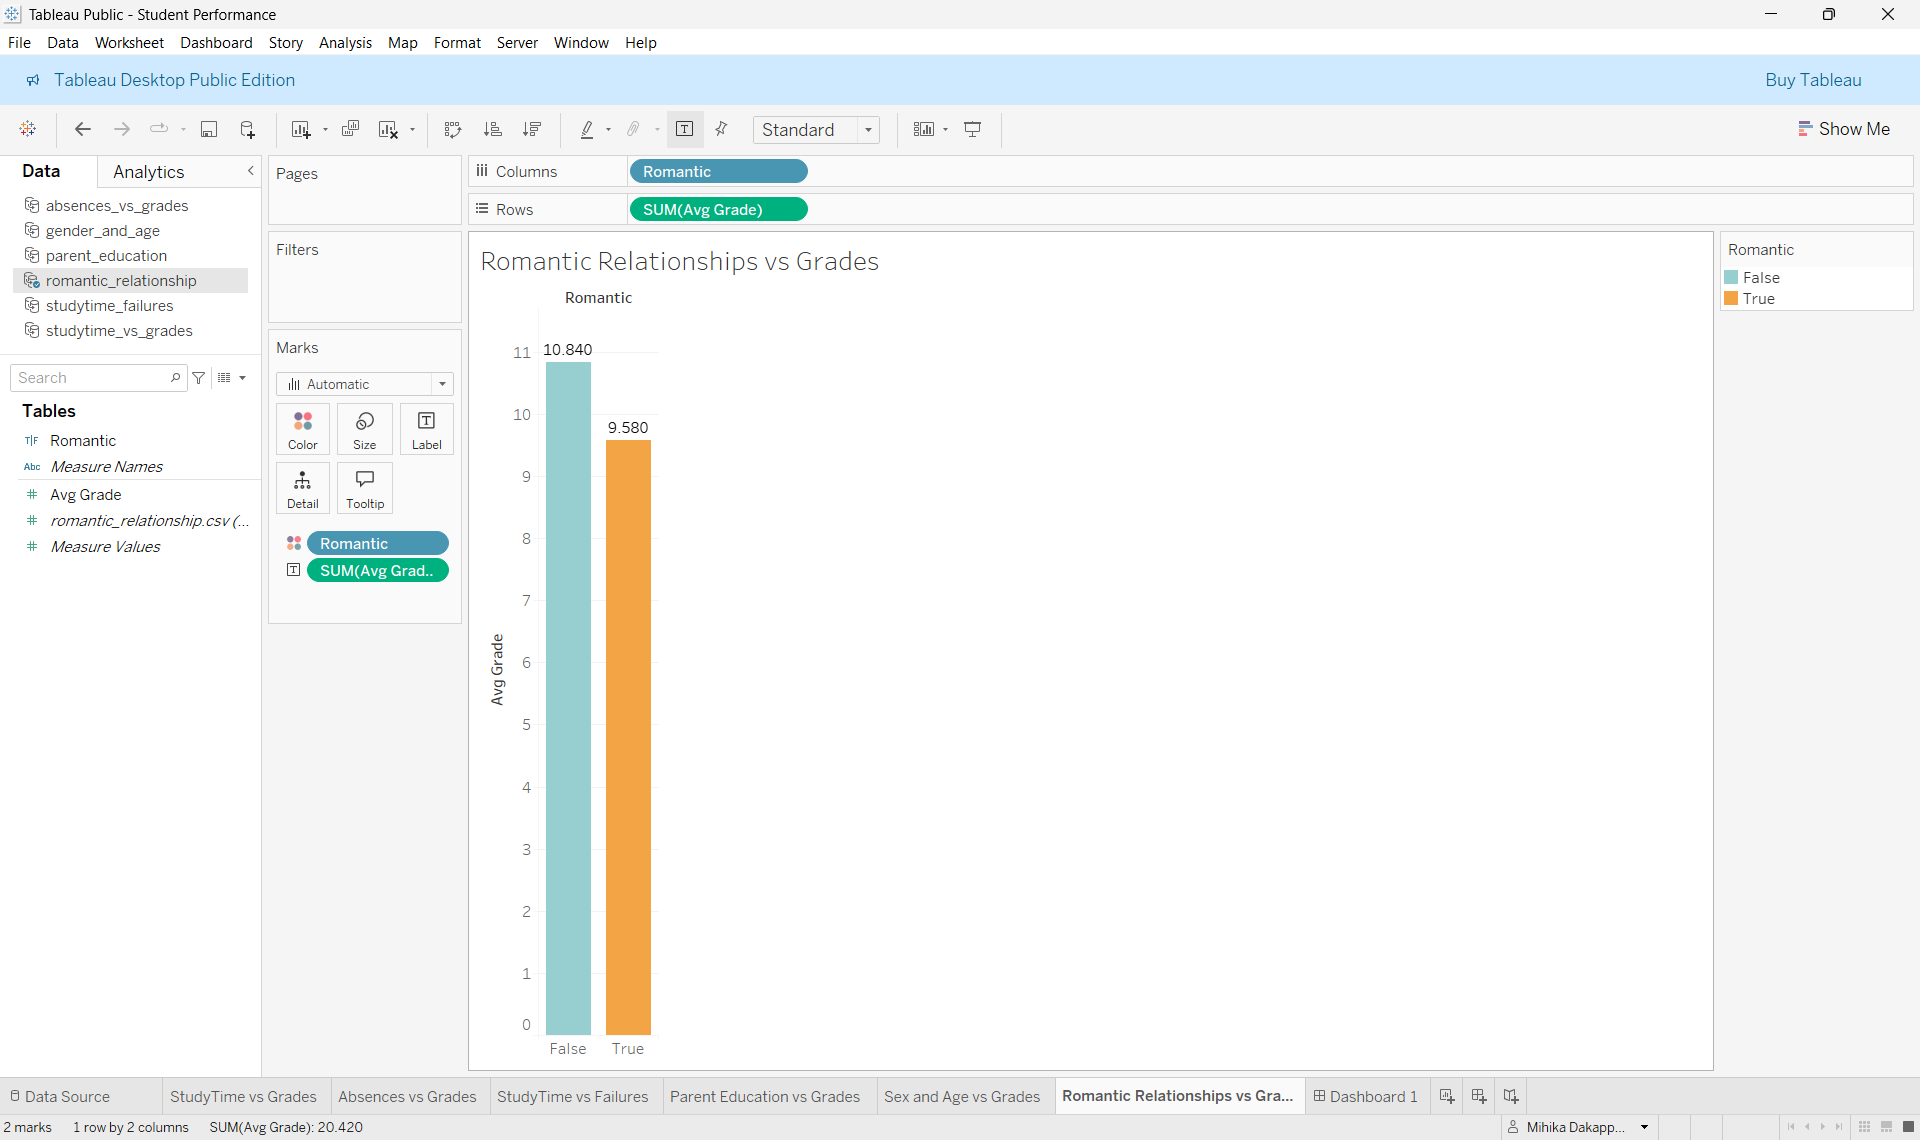 Tableau Public - Student Performance
File Data Worksheet Dashboard Story Analysis Map Format Server Window Help
Tableau Desktop Public Edition
Buy Tableau
Standard
Show Me
Data
Analytics
absences_vs_grades
gender_and_age
parent_education
romantic_relationship
studytime_failures
studytime_vs_grades
Search
Tables
T|F Romantic
Abc Measure Names
# Avg Grade
# romantic_relationship.csv (...
# Measure Values
Pages
Filters
Marks
Automatic
Color
Size
T
Label
Detail
Tooltip
Romantic
T SUM(Avg Grad..
Columns
Romantic
Rows
SUM(Avg Grade)
Romantic Relationships vs Grades
Romantic
11
10
9
8
7
6
5
4
3
2
1
0
Avg Grade
10.840
9.580
False
True
Romantic
False
True
Data Source
StudyTime vs Grades
Absences vs Grades
StudyTime vs Failures
Parent Education vs Grades
Sex and Age vs Grades
Romantic Relationships vs Gra...
Dashboard 1
2 marks
1 row by 2 columns
SUM(Avg Grade): 20.420
Mihika Dakapp...